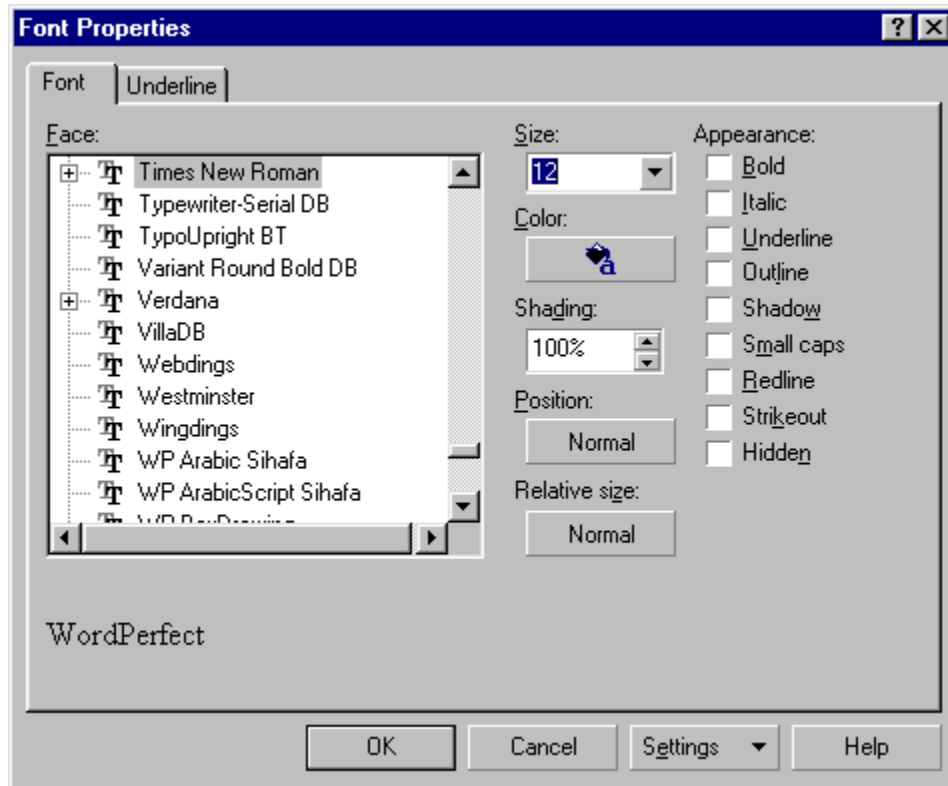 Font Properties
Font
Underline
Face:
Times New Roman
Typewriter-Serial DB
TypoUpright BT
Variant Round Bold DB
Verdana
VillaDB
Webdings
Westminster
Wingdings
WP Arabic Sihafa
WP ArabicScript Sihafa
WP BoxDrawing
Size:
12
Color:
a
Shading:
100%
Position:
Normal
Relative size:
Normal
Appearance:
Bold
Italic
Underline
Outline
Shadow
Small caps
Redline
Strikeout
Hidden
WordPerfect
OK
Cancel
Settings
Help